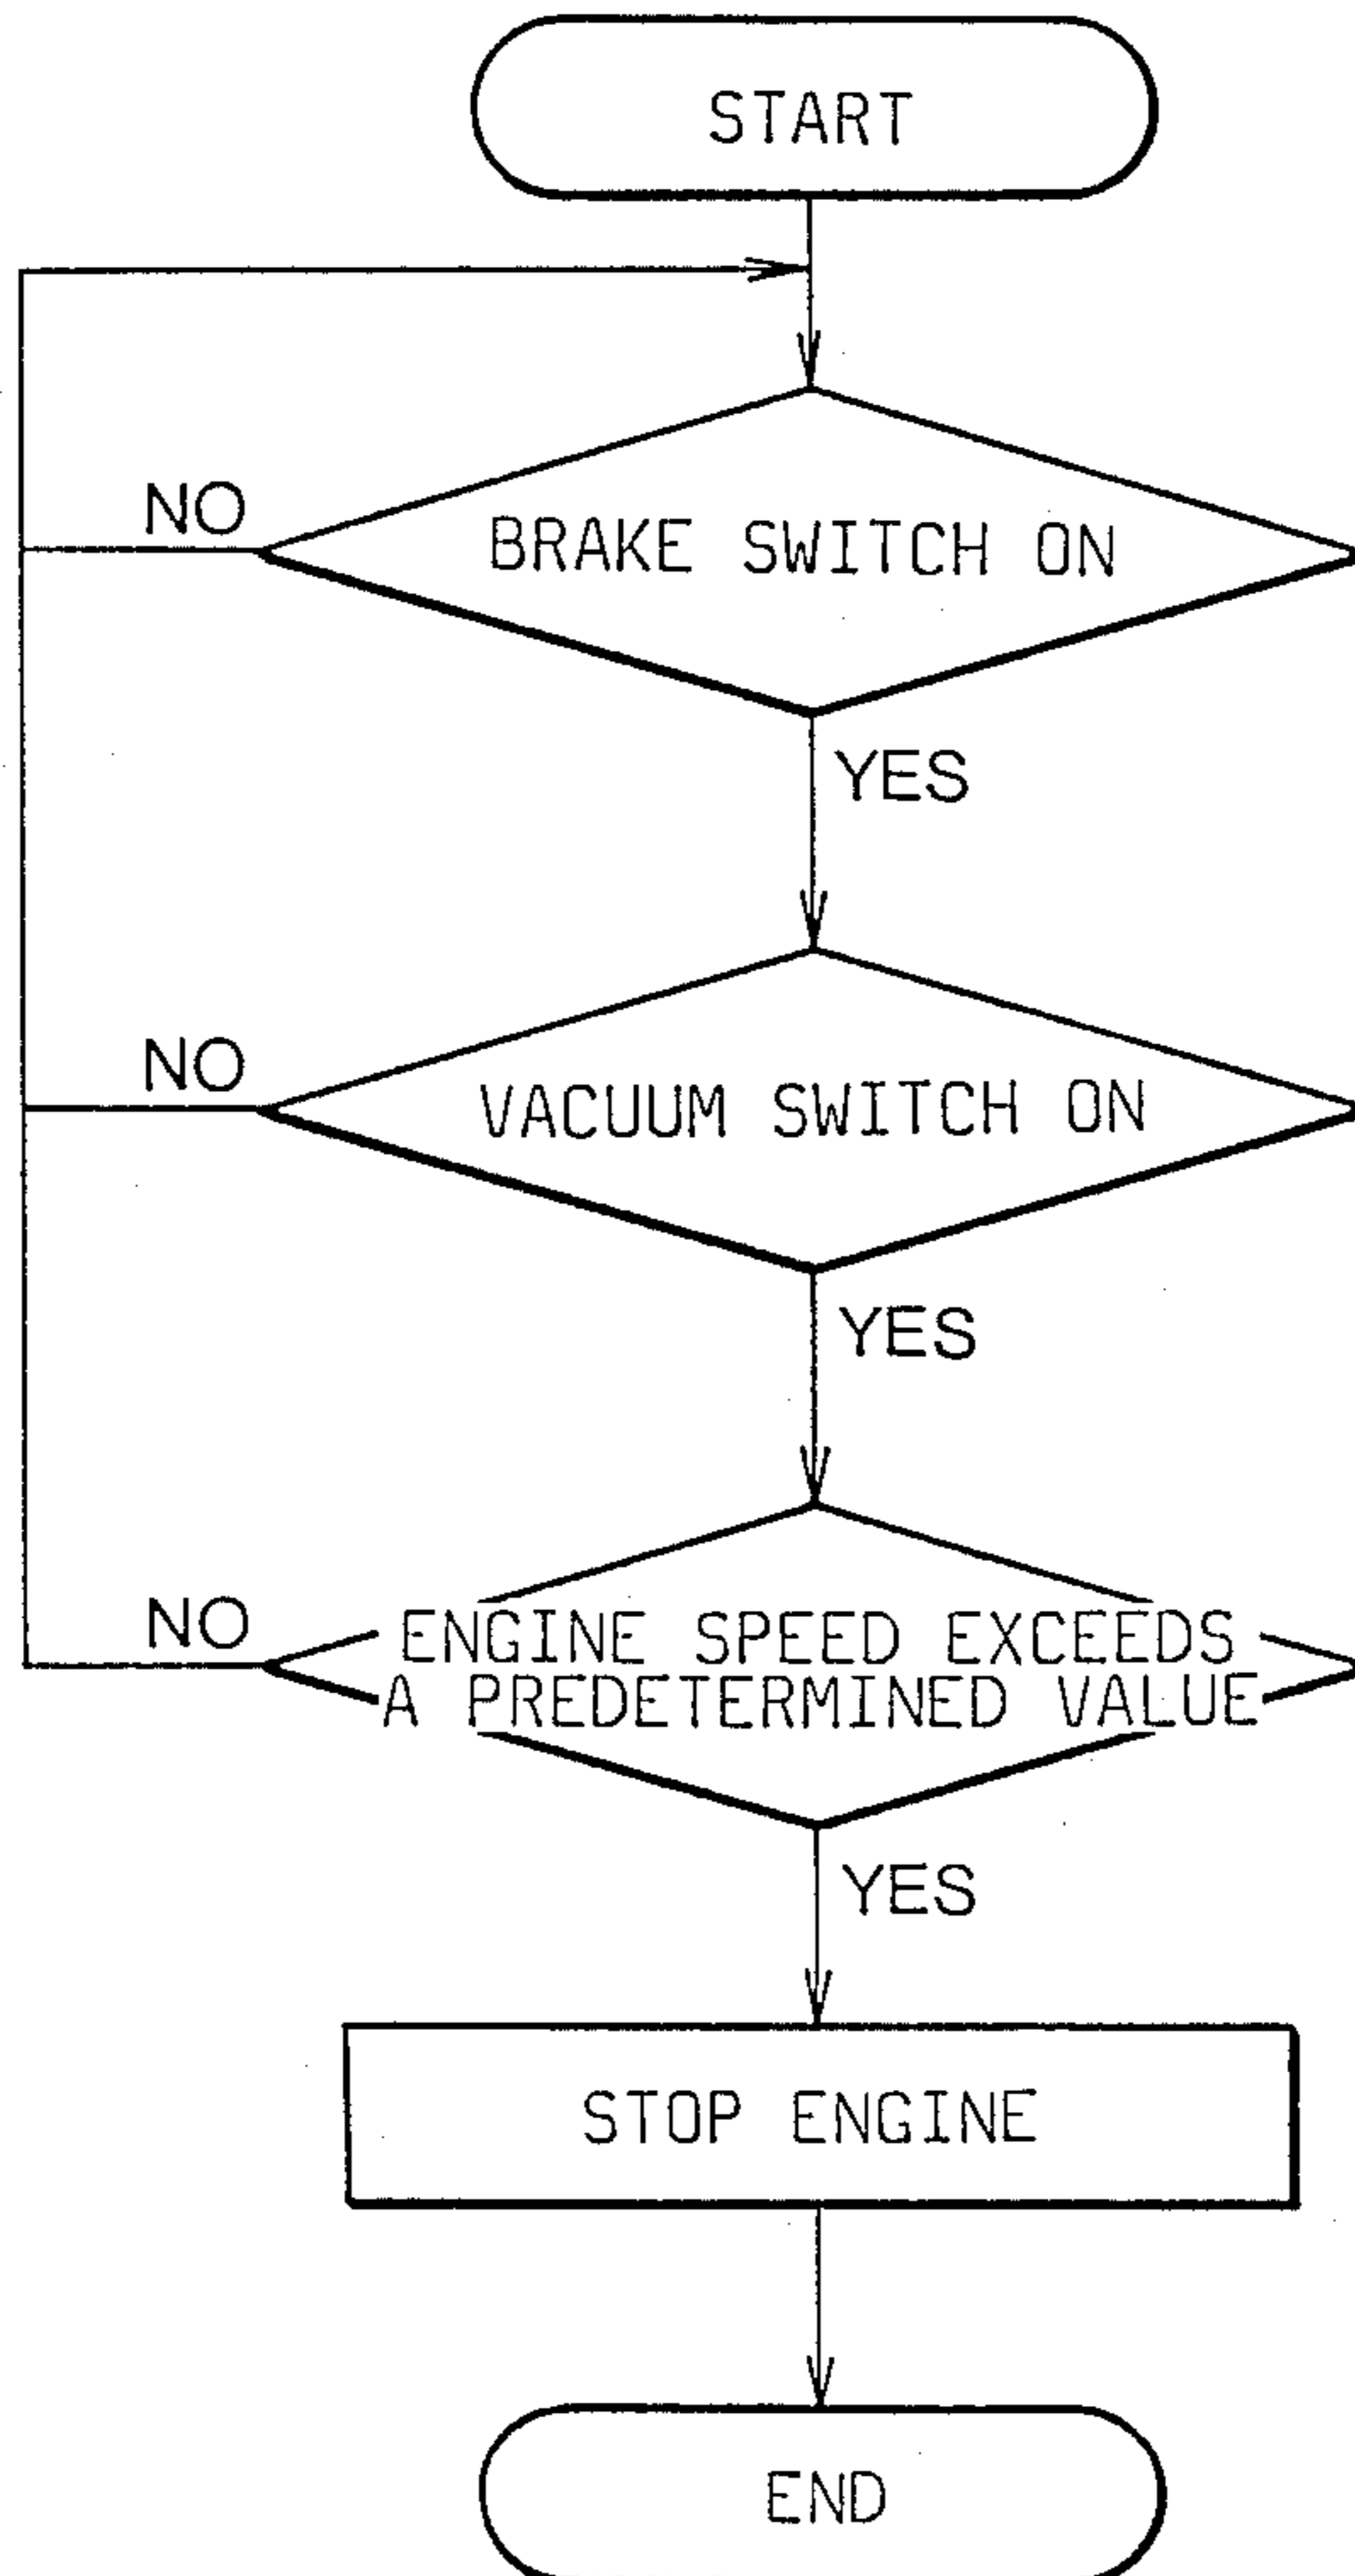 START
NO
BRAKE SWITCH ON
YES
NO
VACUUM SWITCH ON
YES
NO
ENGINE SPEED EXCEEDS
A PREDETERMINED VALUE
YES
STOP ENGINE
END